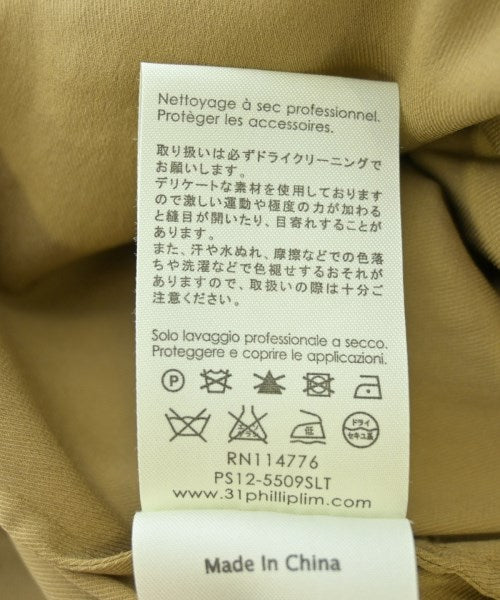 Nettoyage à sec professionnel.
Protèger les accessoires.
取り扱いは必ずドライクリーニングで
お願いします。
デリケートな素材を使用しております
ので激しい運動や極度の力が加わる
と縫目が開いたり、目寄れすることが
あります。
また、汗や水ぬれ、摩擦などでの色落
ちや洗濯などで色褪せするおそれが
ありますので、取扱いの際は十分ご
注意ください。
Solo lavaggio professionale a secco.
Proteggere e coprire le applicazioni.
P
エンソサラシ
低
ドライ
セキユ系
RN114776
PS12-5509SLT
www.31philliplim.com
Made In China